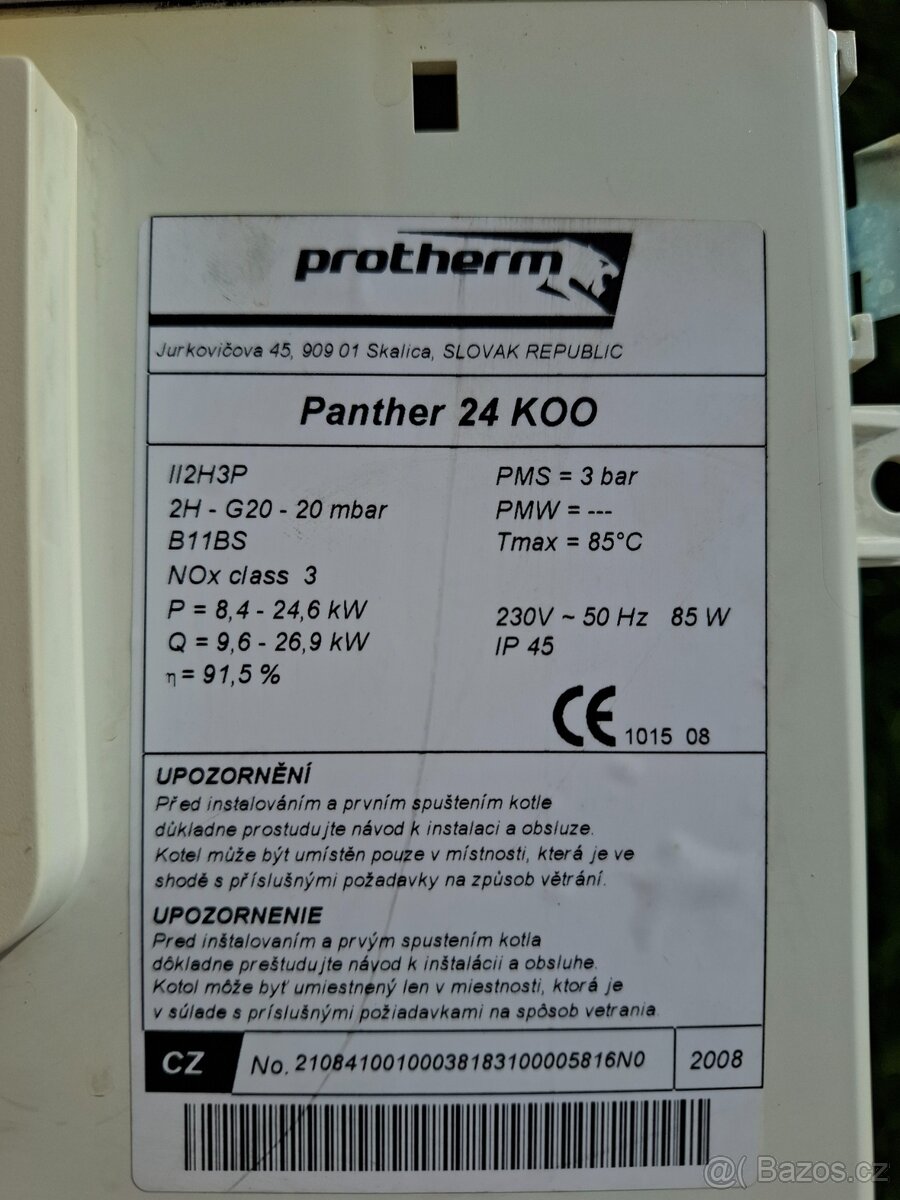 protherm
Jurkovičova 45, 909 01 Skalica, SLOVAK REPUBLIC
Panther 24 KOO
II2H3P
2H - G20 - 20 mbar
B11BS
NOx class 3
P = 8,4 - 24,6 kW
Q = 9,6 - 26,9 kW
η = 91,5 %
PMS = 3 bar
PMW = ---
Tmax = 85°C
230V ~ 50 Hz 85 W
IP 45
CE 1015 08
UPOZORNĚNÍ
Před instalováním a prvním spuštením kotle
důkladne prostudujte návod k instalaci a obsluze.
Kotel může být umístěn pouze v místnosti, která je ve
shodě s příslušnými požadavky na způsob větrání.
UPOZORNENIE
Pred inštalovaním a prvým spustením kotla
dôkladne preštudujte návod k inštalácii a obsluhe.
Kotol môže byť umiestnený len v miestnosti, ktorá je
v súlade s príslušnými požiadavkami na spôsob vetrania.
CZ No. 21084100100038183100005816N0 2008
@( Bazos.cz